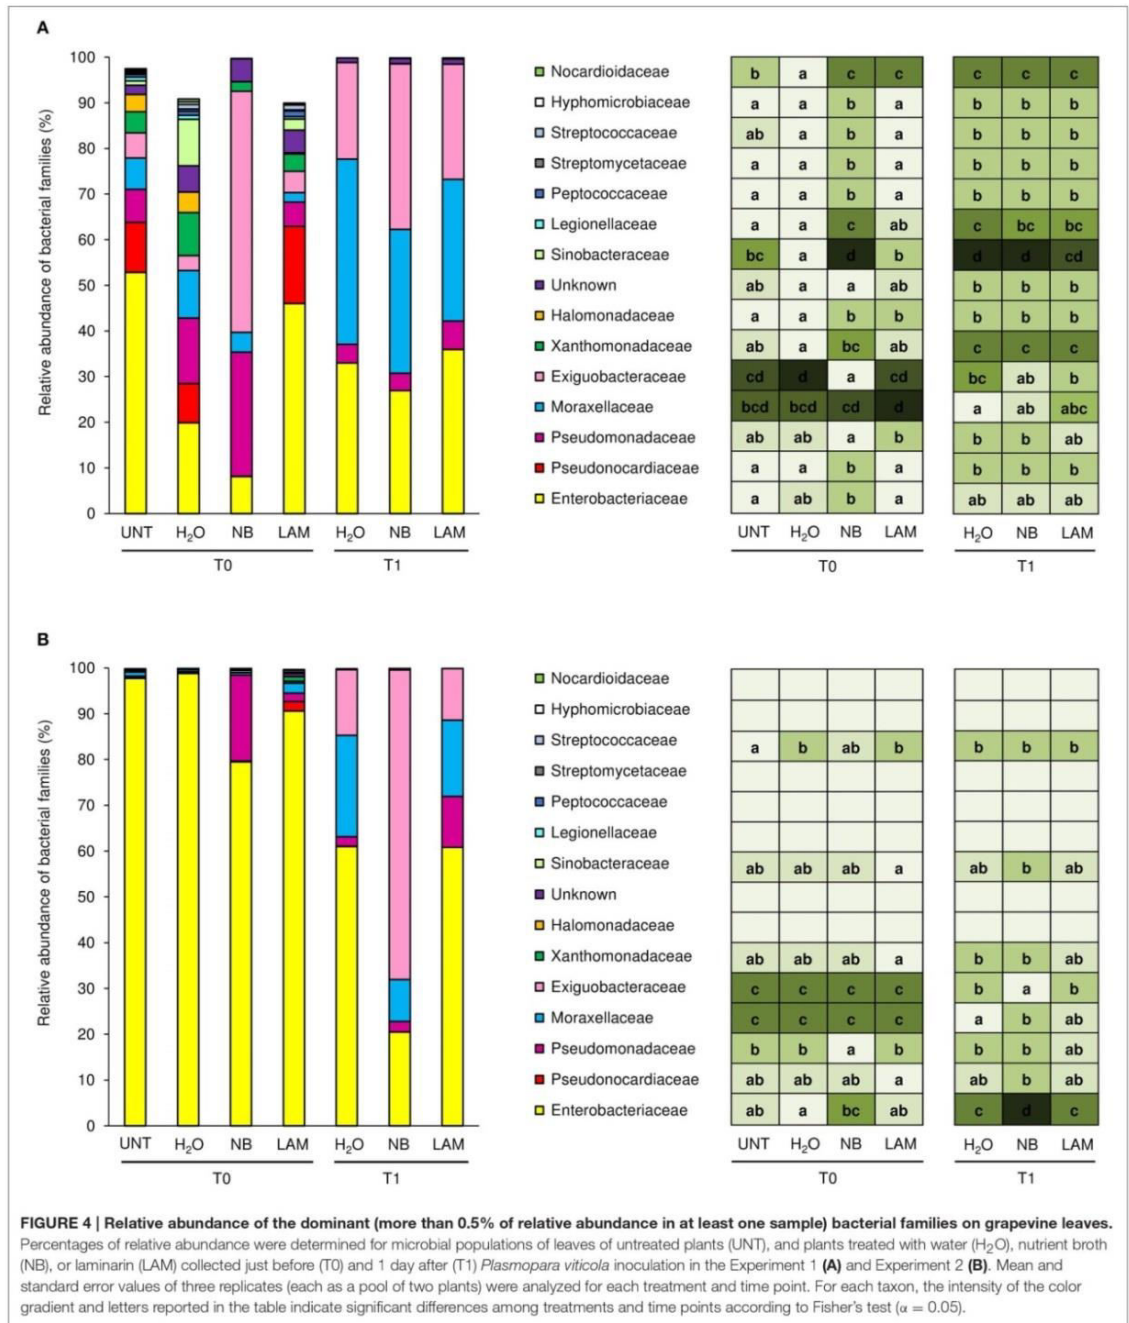 A
Relative abundance of bacterial families (%)
100
90
80
70
60
50
40
30
20
10
0
UNT H₂O NB LAM H₂O NB LAM
T0 T1
Nocardioidaceae b a c c c c c
Hyphomicrobiaceae a a b a b b b
Streptococcaceae ab a b a b b b
Streptomycetaceae a a b a b b b
Peptococcaceae a a b a b b b
Legionellaceae a a c ab c bc bc
Sinobacteraceae bc a d b d d cd
Unknown ab a a ab b b b
Halomonadaceae a a b b b b b
Xanthomonadaceae ab a bc ab c c c
Exiguobacteraceae cd d a cd bc ab b
Moraxellaceae bcd bcd cd d a ab abc
Pseudomonadaceae ab ab a b b b ab
Pseudonocardiaceae a a b a b b b
Enterobacteriaceae a ab b a ab ab ab
UNT H₂O NB LAM H₂O NB LAM
T0 T1
B
Relative abundance of bacterial families (%)
100
90
80
70
60
50
40
30
20
10
0
UNT H₂O NB LAM H₂O NB LAM
T0 T1
Nocardioidaceae
Hyphomicrobiaceae
Streptococcaceae a b ab b b b b
Streptomycetaceae
Peptococcaceae
Legionellaceae
Sinobacteraceae ab ab ab a ab b ab
Unknown
Halomonadaceae
Xanthomonadaceae ab ab ab a b b ab
Exiguobacteraceae c c c c b a b
Moraxellaceae c c c c a b ab
Pseudomonadaceae b b a b b b ab
Pseudonocardiaceae ab ab ab a ab b ab
Enterobacteriaceae ab a bc ab c d c
UNT H₂O NB LAM H₂O NB LAM
T0 T1
FIGURE 4 | Relative abundance of the dominant (more than 0.5% of relative abundance in at least one sample) bacterial families on grapevine leaves.
Percentages of relative abundance were determined for microbial populations of leaves of untreated plants (UNT), and plants treated with water (H₂O), nutrient broth
(NB), or laminarin (LAM) collected just before (T0) and 1 day after (T1) Plasmopara viticola inoculation in the Experiment 1 (A) and Experiment 2 (B). Mean and
standard error values of three replicates (each as a pool of two plants) were analyzed for each treatment and time point. For each taxon, the intensity of the color
gradient and letters reported in the table indicate significant differences among treatments and time points according to Fisher's test (α = 0.05).